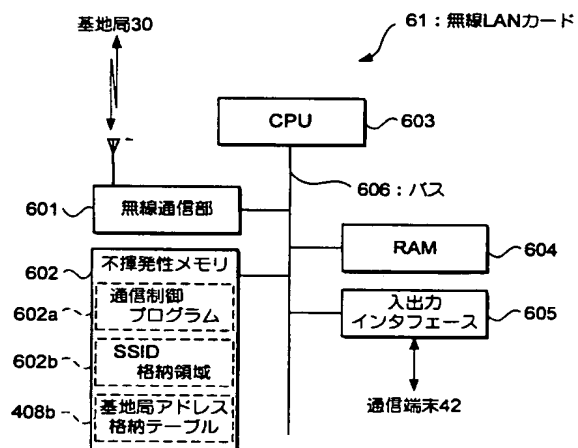 基地局30
61：無線LANカード
CPU
603
606：バス
601
無線通信部
602
不揮発性メモリ
RAM
604
602a
通信制御
プログラム
入出力
インタフェース
605
602b
SSID
格納領域
408b
基地局アドレス
格納テーブル
通信端末42